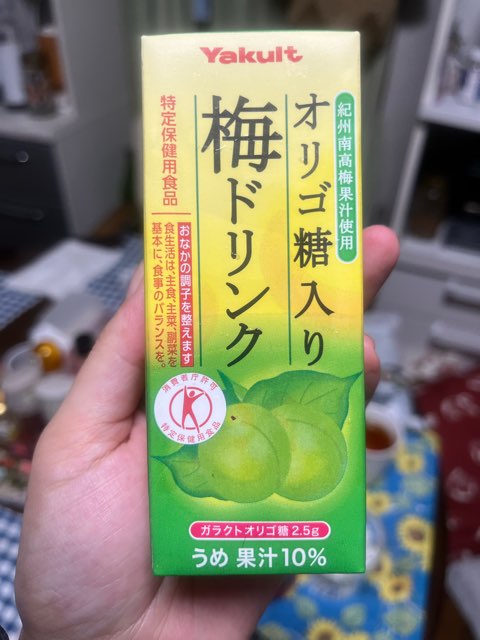 Yakult
紀州南高梅果汁使用
オリゴ糖入り
梅ドリンク
特定保健用食品
おなかの調子を整えます
食生活は、主食、主菜、副菜を
基本に、食事のバランスを。
消費者庁許可
特定保健用食品
ガラクトオリゴ糖2.5g
うめ 果汁10%